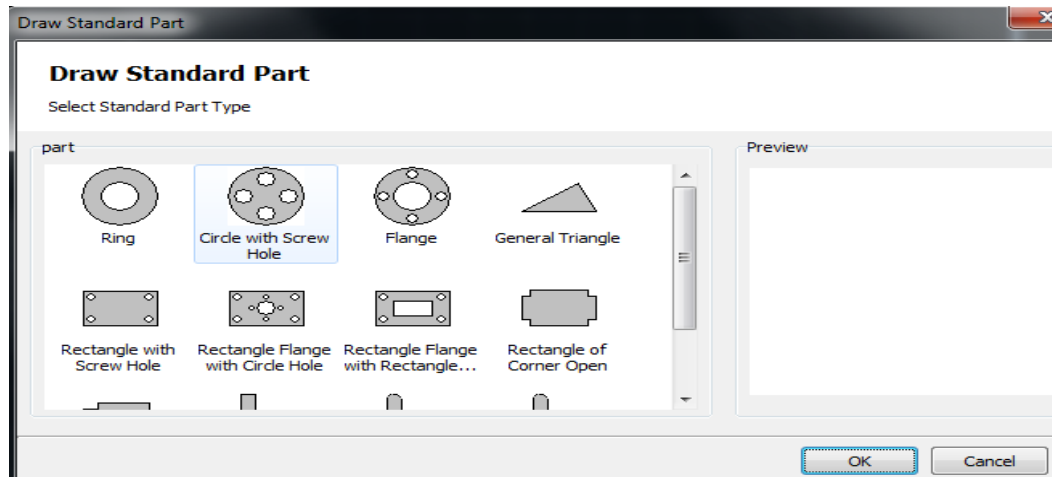 Draw Standard Part
Draw Standard Part
Select Standard Part Type
part
Preview
Ring
Circle with Screw
Hole
Flange
General Triangle
Rectangle with
Screw Hole
Rectangle Flange
with Circle Hole
Rectangle Flange
with Rectangle...
Rectangle of
Corner Open
OK
Cancel